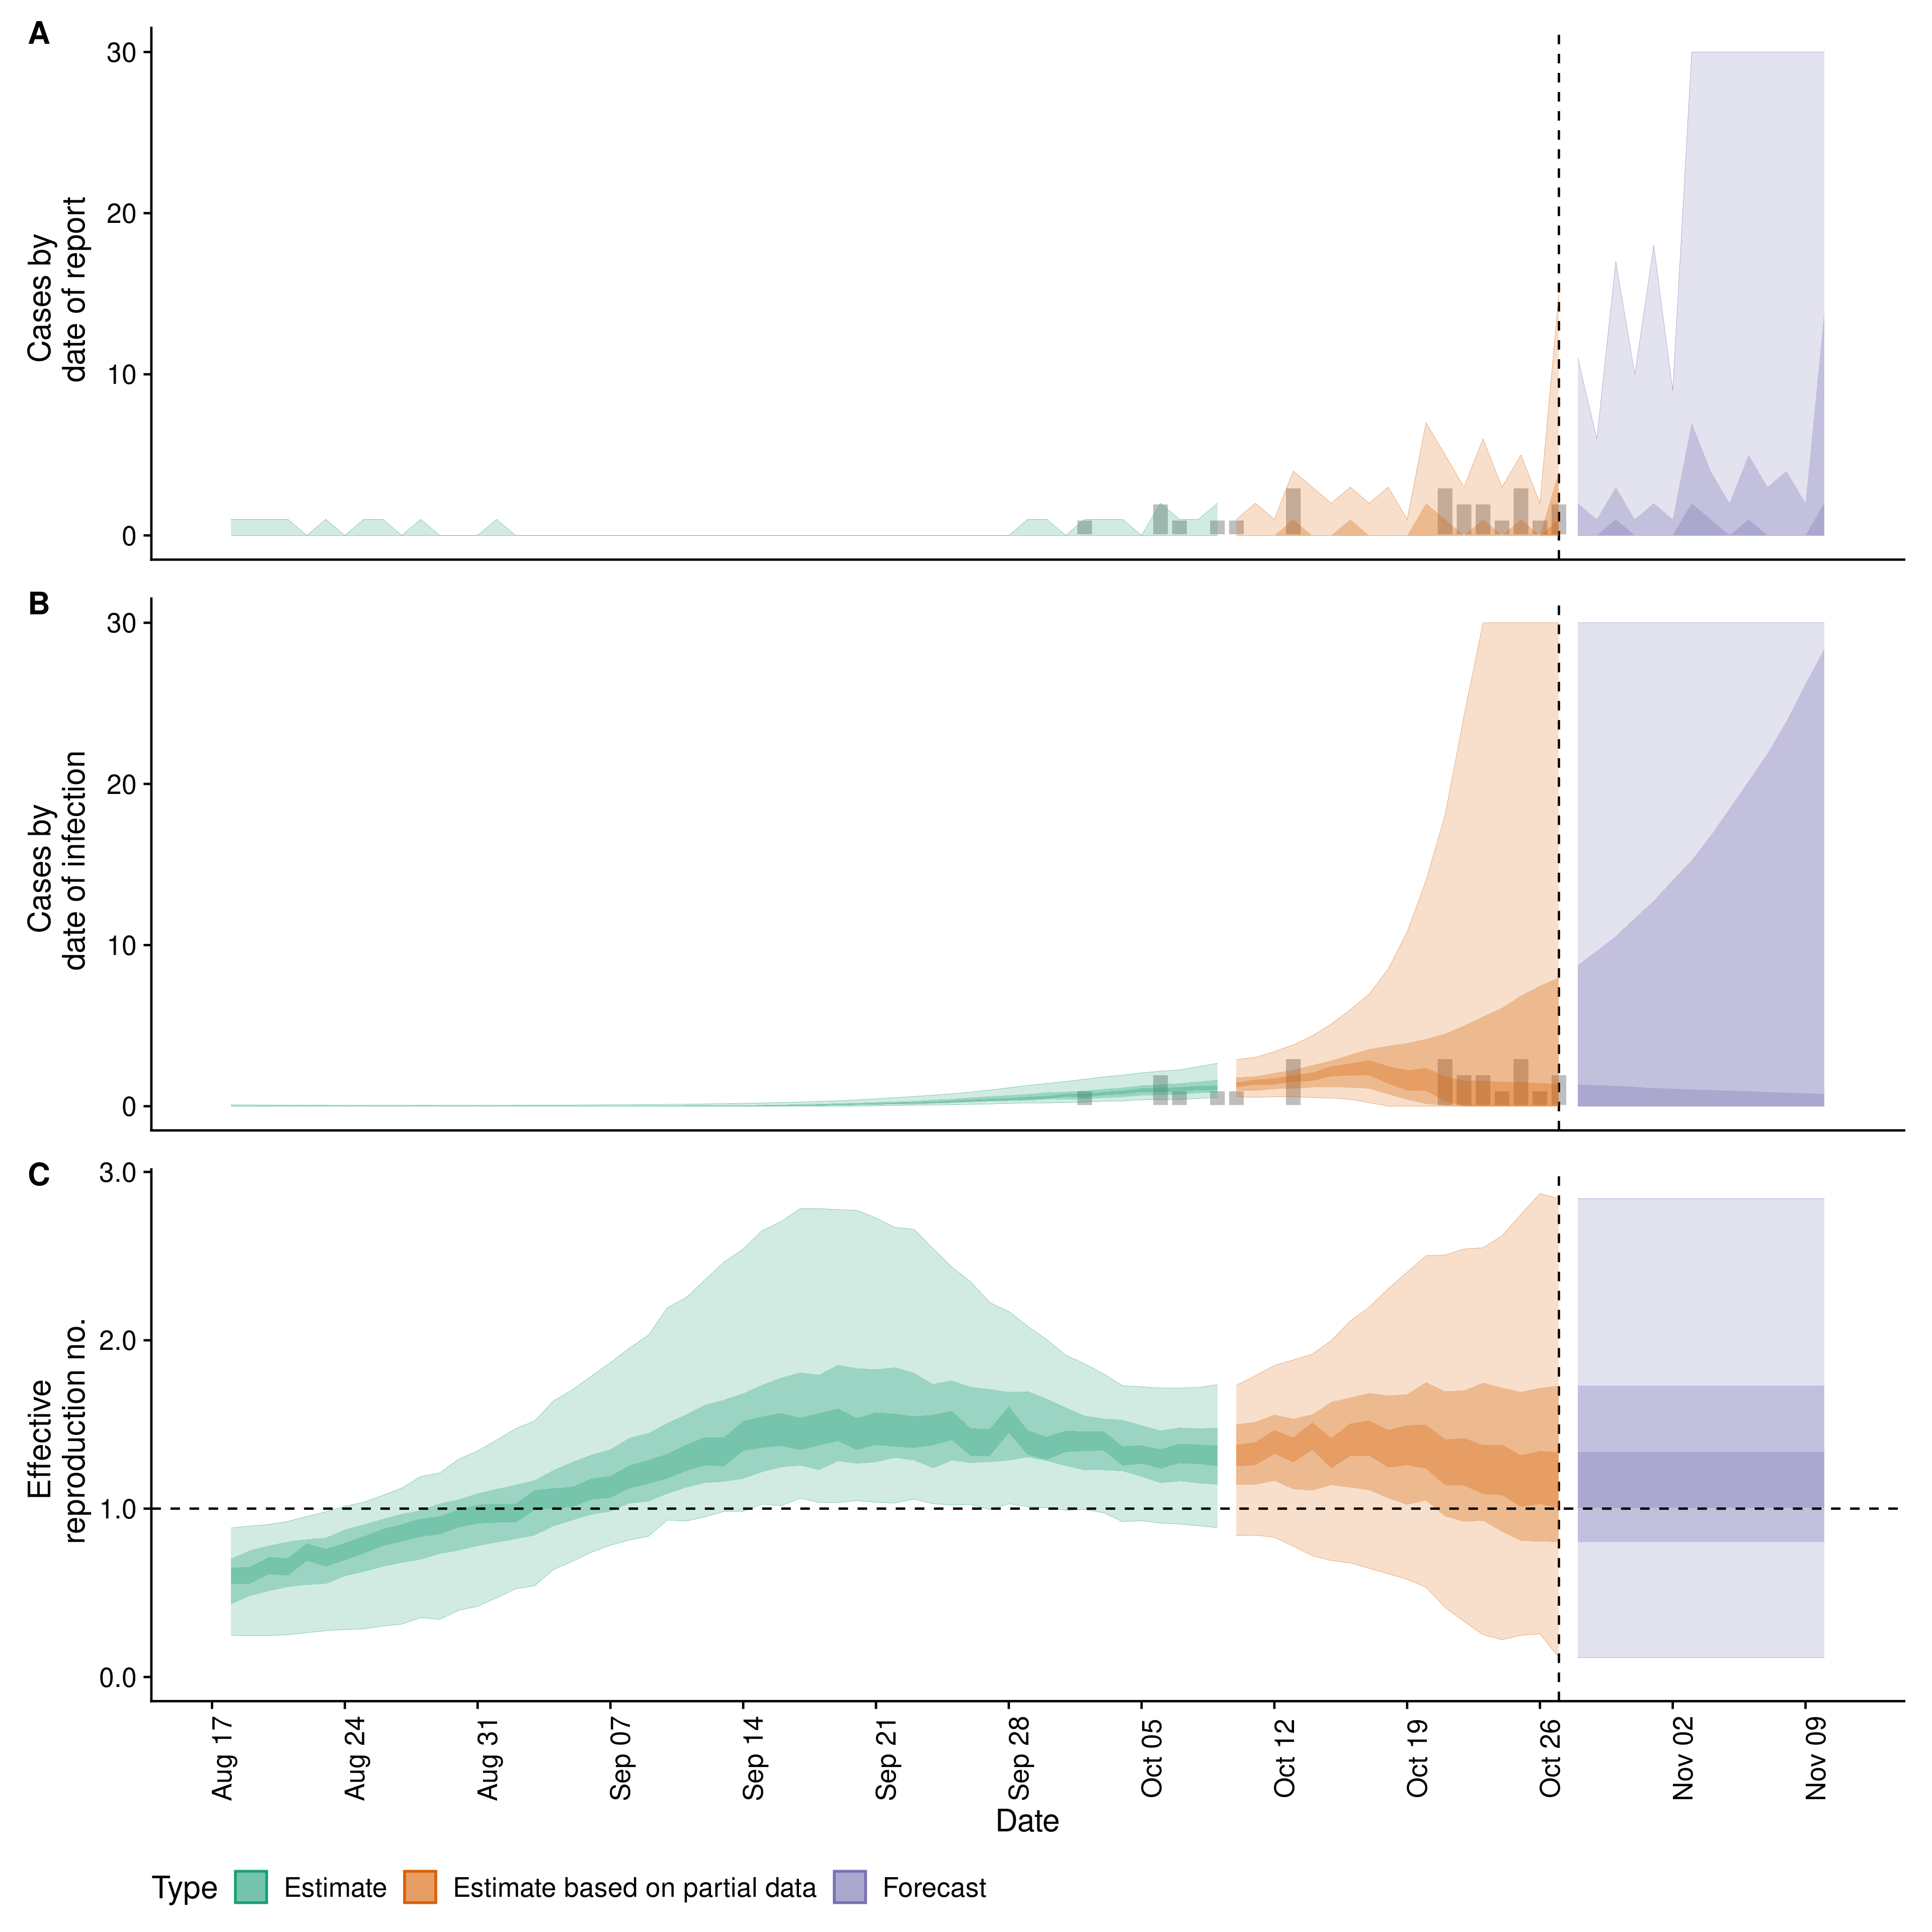 A
30
20
10
0
Cases by
date of report
B
30
20
10
0
Cases by
date of infection
C
3.0
2.0
1.0
0.0
Effective
reproduction no.
Aug 17
Aug 24
Aug 31
Sep 07
Sep 14
Sep 21
Sep 28
Oct 05
Oct 12
Oct 19
Oct 26
Nov 02
Nov 09
Date
Type Estimate Estimate based on partial data Forecast